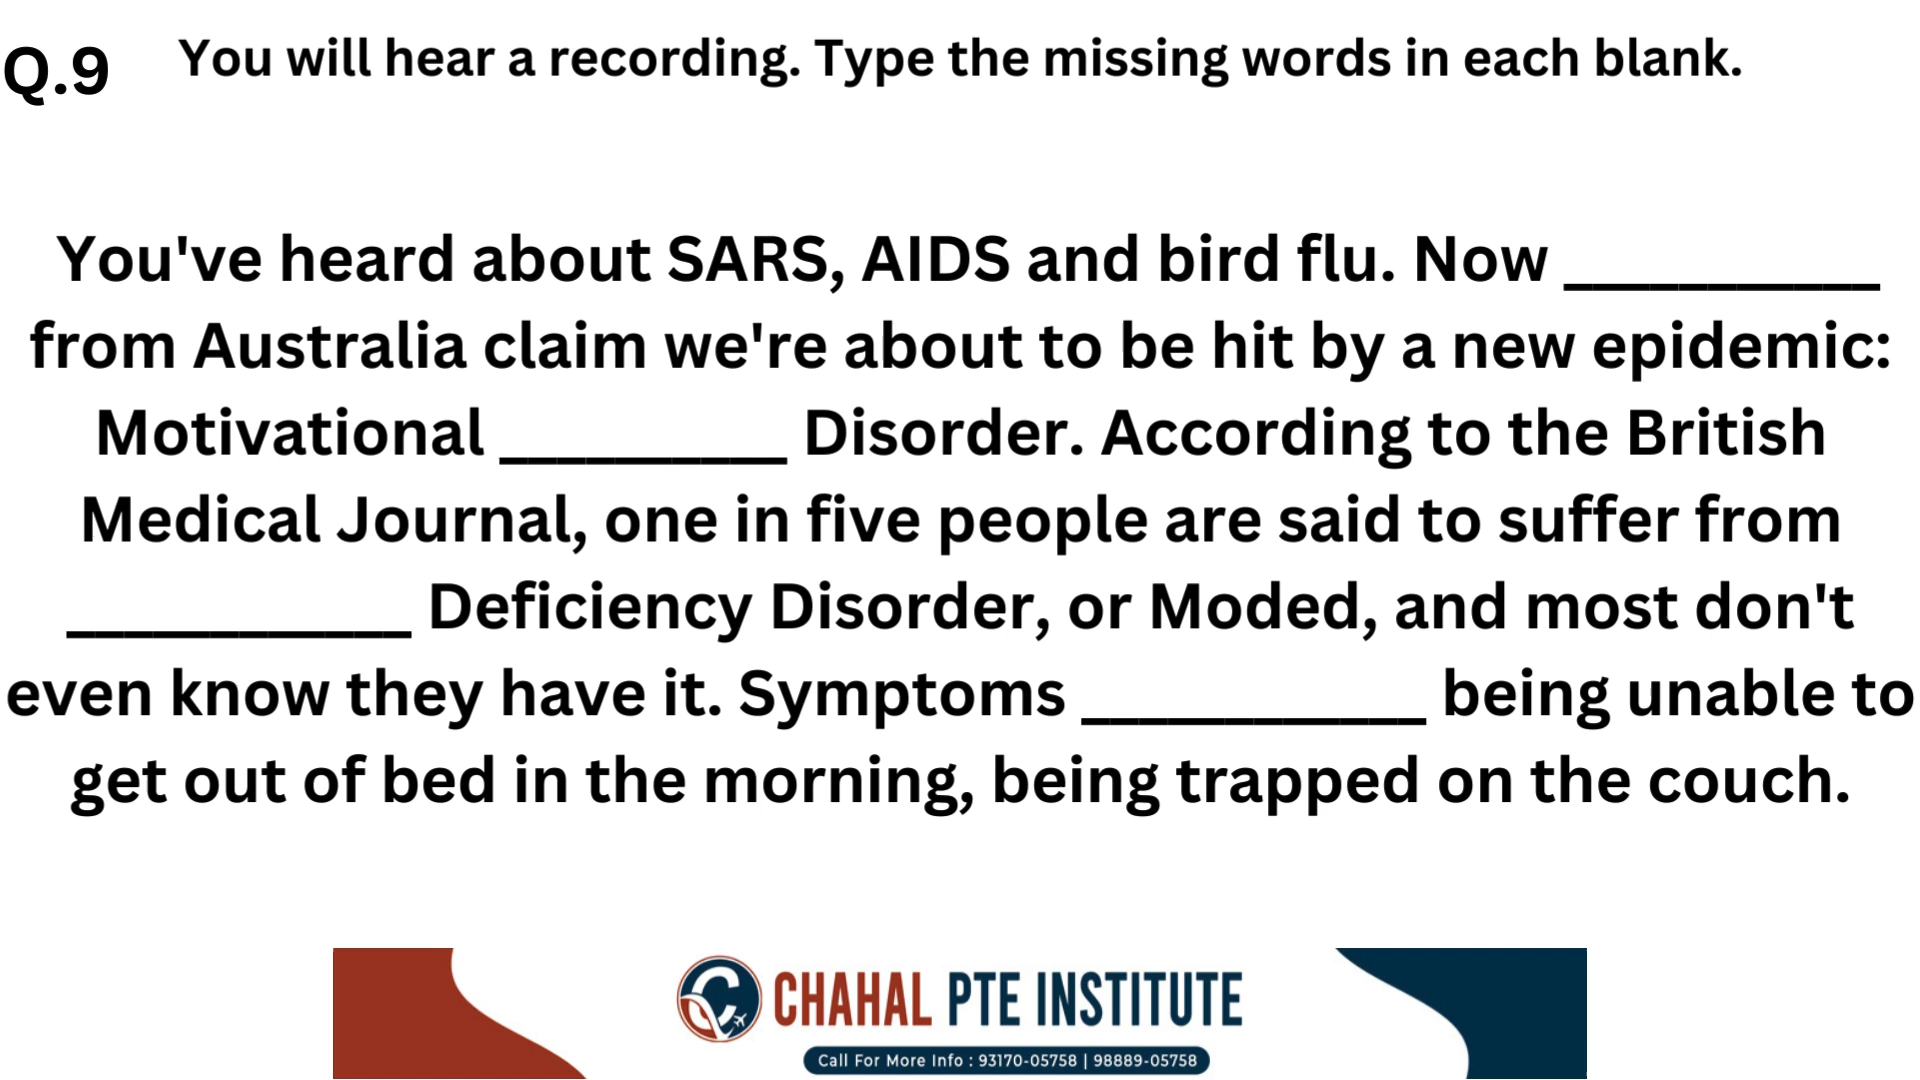 Q.9 You will hear a recording. Type the missing words in each blank.
You've heard about SARS, AIDS and bird flu. Now ___________
from Australia claim we're about to be hit by a new epidemic:
Motivational __________ Disorder. According to the British
Medical Journal, one in five people are said to suffer from
____________ Deficiency Disorder, or Moded, and most don't
even know they have it. Symptoms ____________ being unable to
get out of bed in the morning, being trapped on the couch.
CHAHAL PTE INSTITUTE
Call For More Info : 93170-05758 | 98889-05758